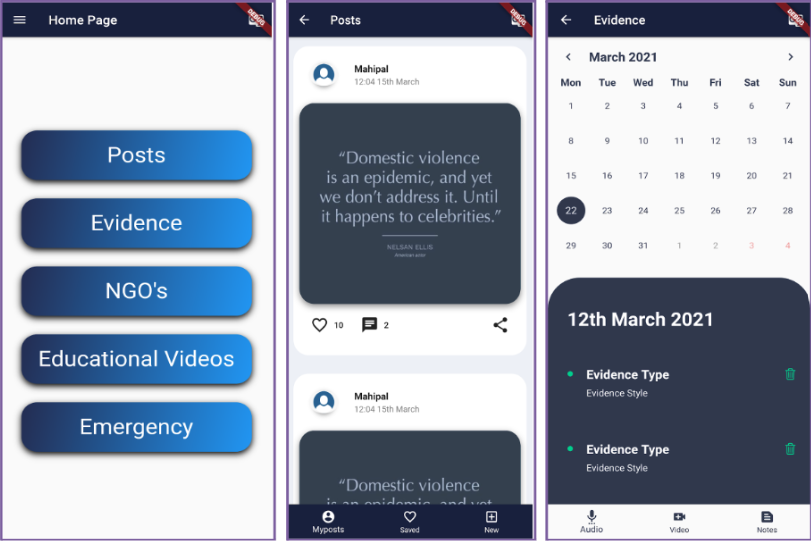 Home Page
DEBUG
Posts
Evidence
NGO's
Educational Videos
Emergency
Posts
DEBUG
Mahipal
12:04 15th March
“Domestic violence
is an epidemic, and yet
we don’t address it. Until
it happens to celebrities.”
NELSAN ELLIS
American actor
10
2
Mahipal
12:04 15th March
“Domestic violence
is an epidemic, and yet
Myposts Saved New
Evidence
DEBUG
March 2021
Mon Tue Wed Thu Fri Sat Sun
1 2 3 4 5 6 7
8 9 10 11 12 13 14
15 16 17 18 19 20 21
22 23 24 25 26 27 28
29 30 31 1 2 3 4
12th March 2021
Evidence Type
Evidence Style
Evidence Type
Evidence Style
Audio Video Notes